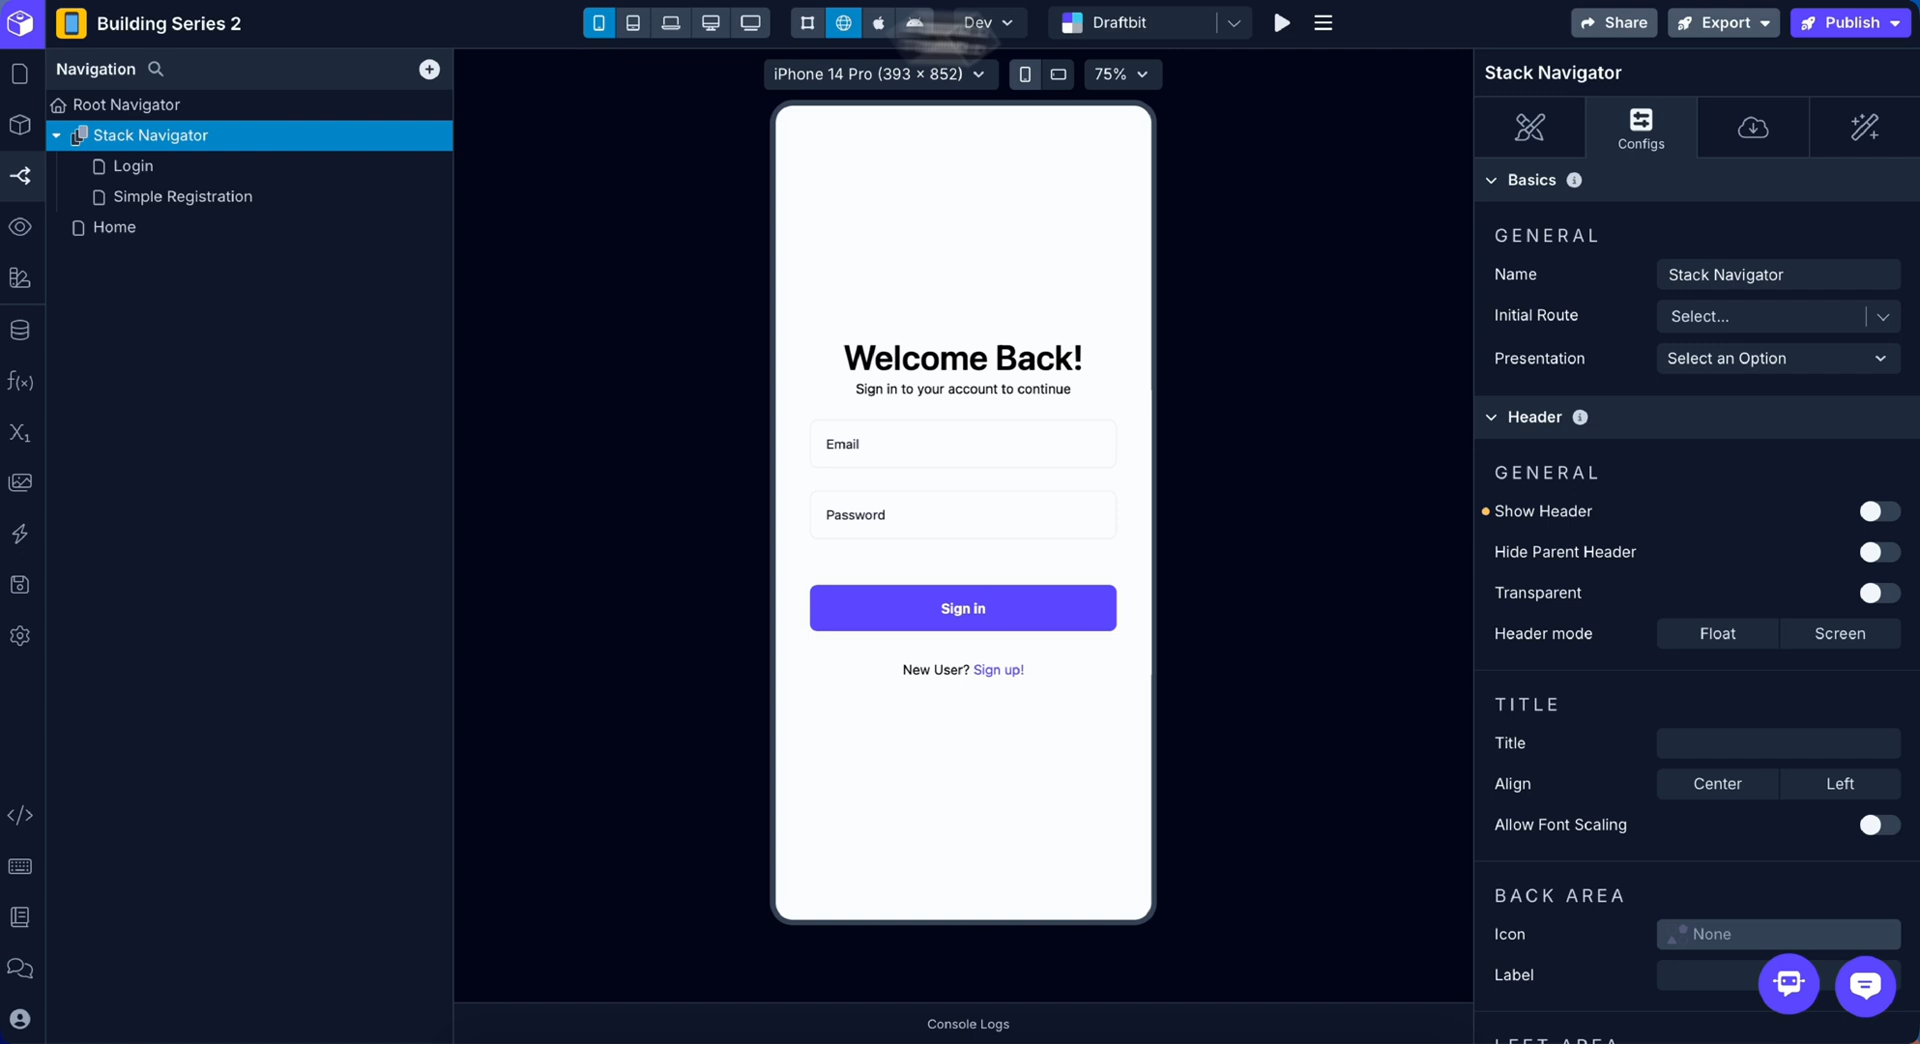 Building Series 2
Dev
Draftbit
Share
Export
Publish
Navigation
Root Navigator
Stack Navigator
Login
Simple Registration
Home
f(x)
X₁
</>
iPhone 14 Pro (393 × 852)
75%
Welcome Back!
Sign in to your account to continue
Email
Password
Sign in
New User? Sign up!
Console Logs
Stack Navigator
Configs
Basics
GENERAL
Name Stack Navigator
Initial Route Select...
Presentation Select an Option
Header
GENERAL
Show Header
Hide Parent Header
Transparent
Header mode Float Screen
TITLE
Title
Align Center Left
Allow Font Scaling
BACK AREA
Icon None
Label
LEFT AREA